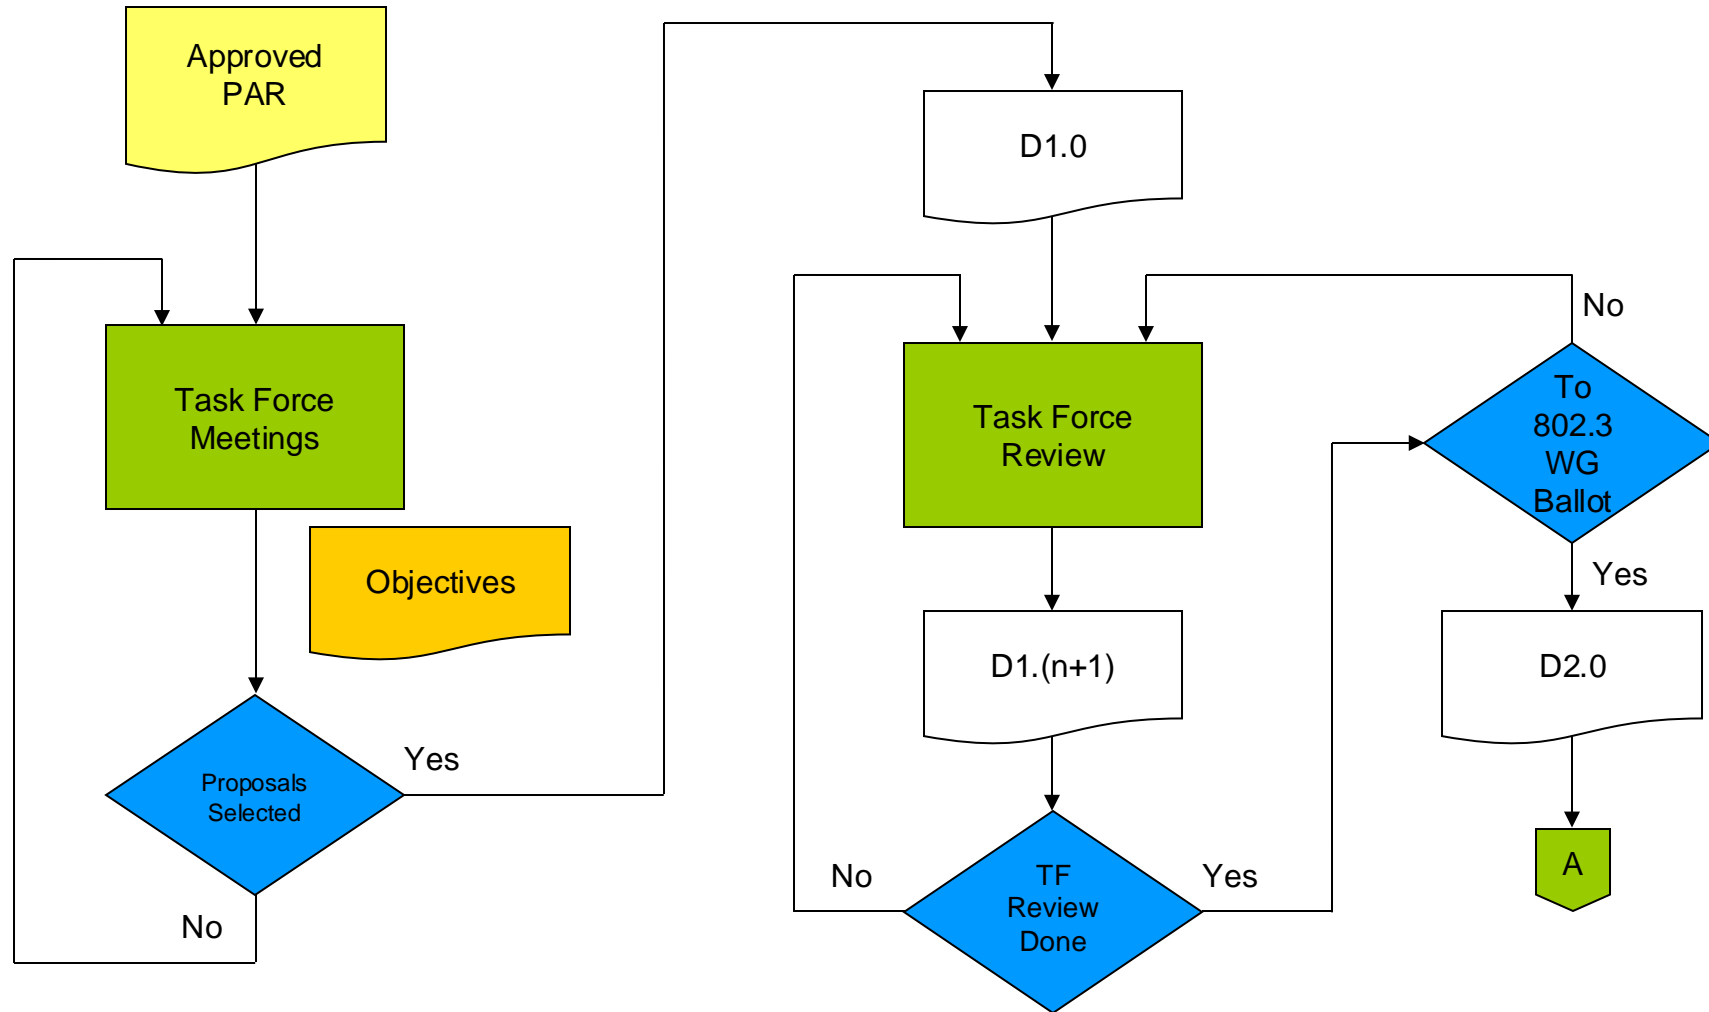 Approved
PAR
Task Force
Meetings
Objectives
Proposals
Selected
Yes
No
D1.0
Task Force
Review
D1.(n+1)
TF
Review
Done
No
Yes
To
802.3
WG
Ballot
No
Yes
D2.0
A